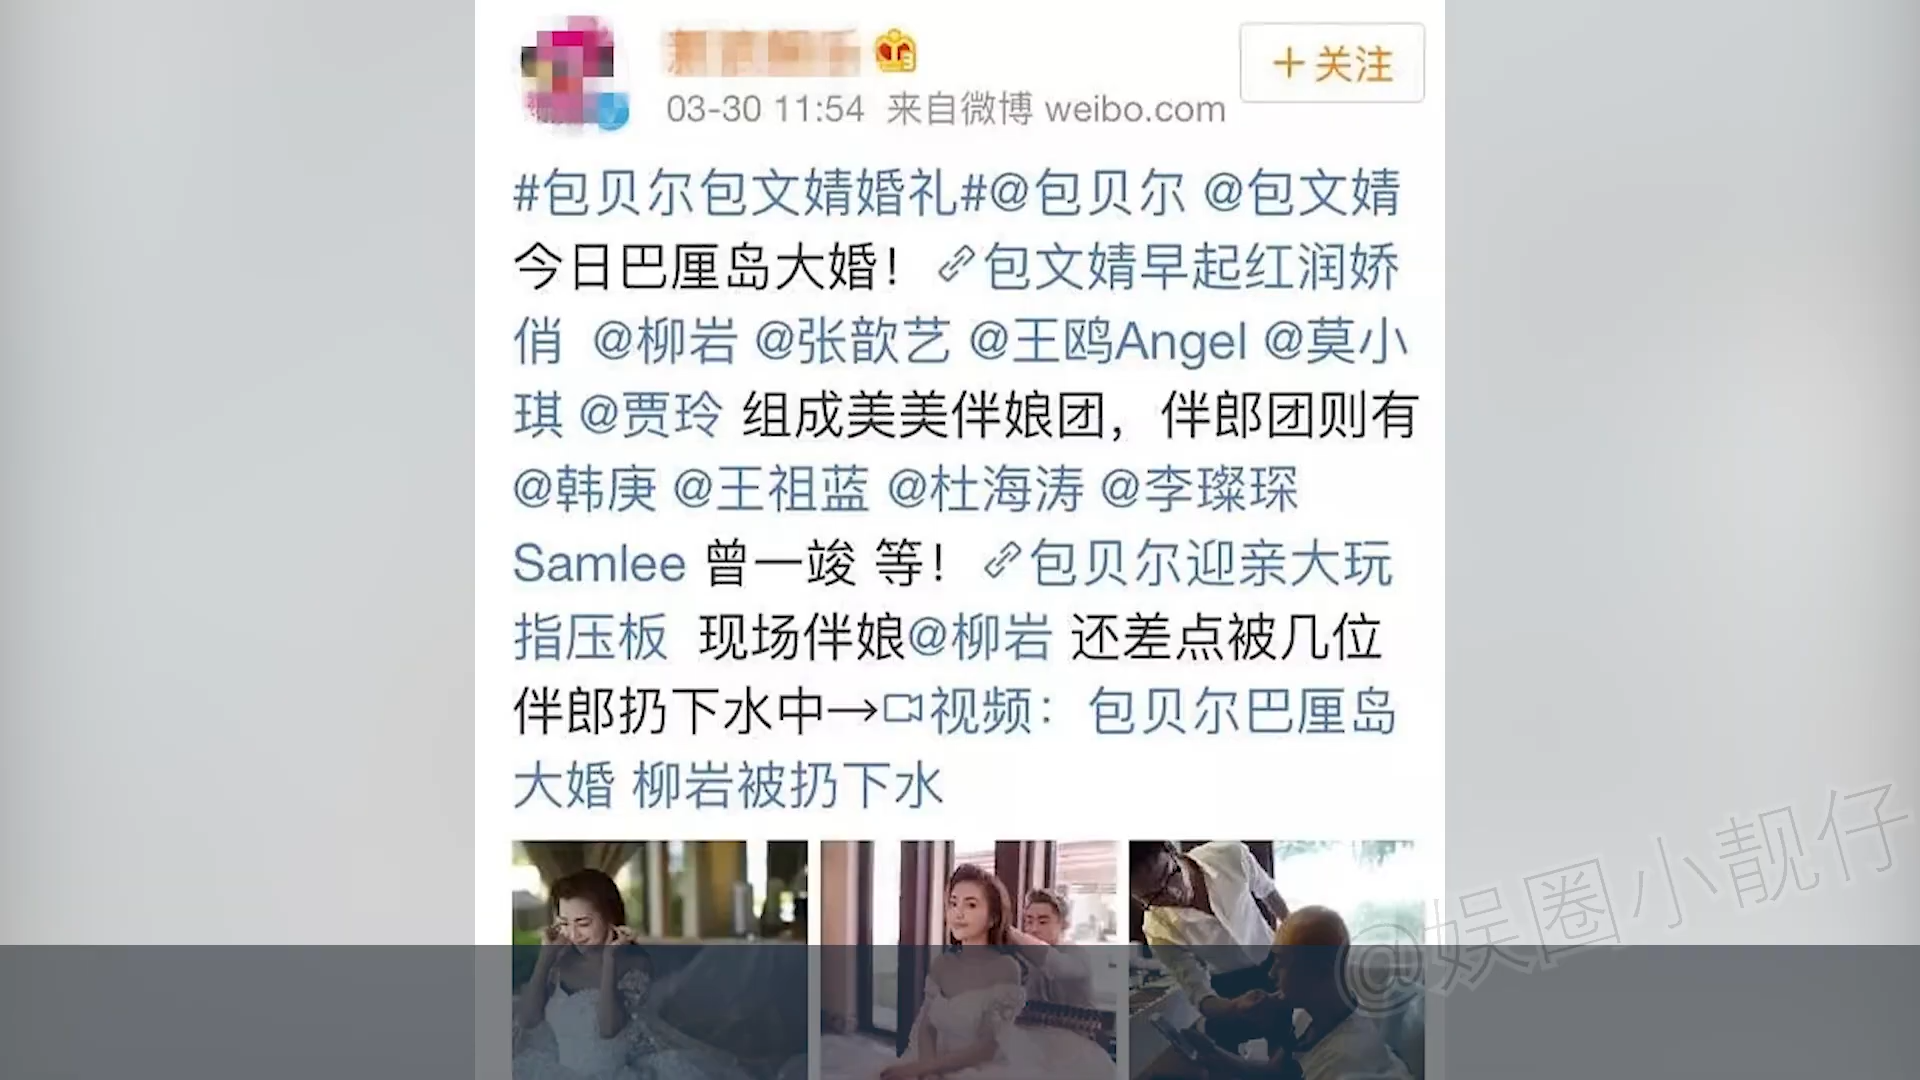 +关注
03-30 11:54 来自微博 weibo.com
#包贝尔包文婧婚礼#@包贝尔 @包文婧
今日巴厘岛大婚！ 包文婧早起红润娇
俏 @柳岩 @张歆艺 @王鸥Angel @莫小
琪 @贾玲 组成美美伴娘团，伴郎团则有
@韩庚 @王祖蓝 @杜海涛 @李璨琛
Samlee 曾一竣 等！ 包贝尔迎亲大玩
指压板 现场伴娘@柳岩 还差点被几位
伴郎扔下水中→视频：包贝尔巴厘岛
大婚 柳岩被扔下水
@娱圈小靓仔